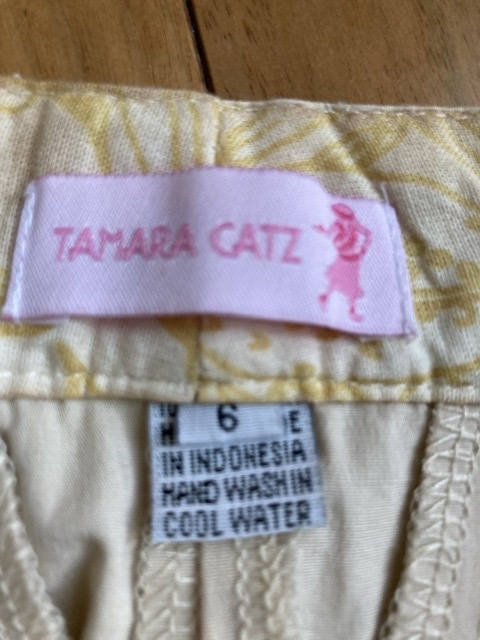 TAMARA CATZ
6
E
IN INDONESIA
HAND WASH IN
COOL WATER